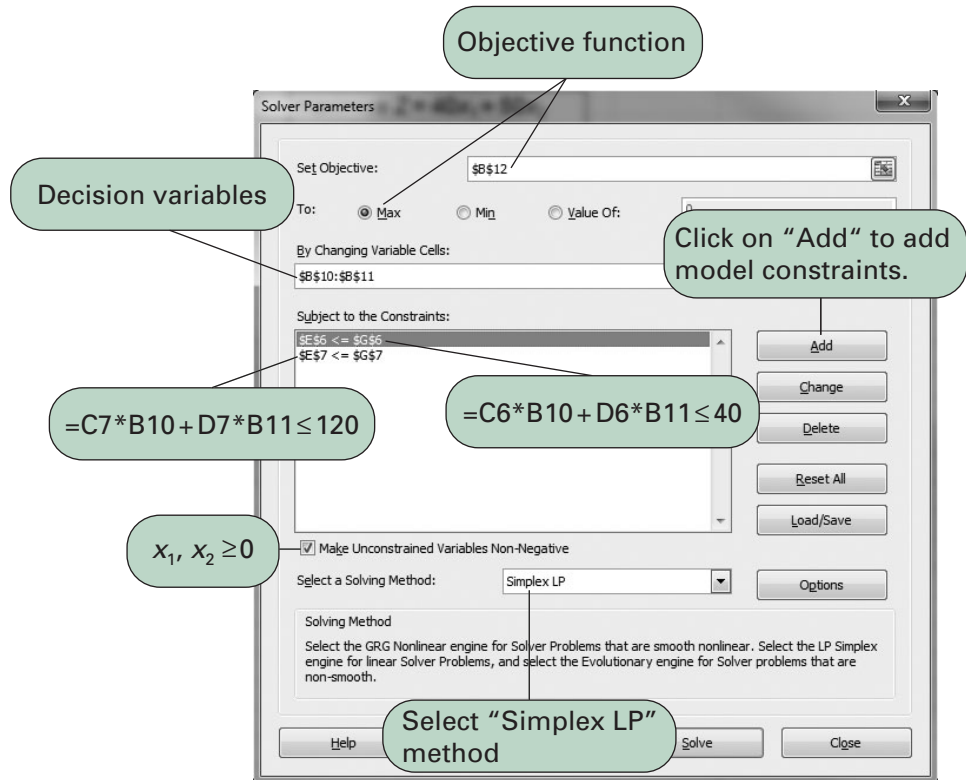 Objective function
Solver Parameters
Set Objective:
$B$12
Decision variables
To:
Max
Min
Value Of:
Click on “Add“ to add
model constraints.
By Changing Variable Cells:
$B$10:$B$11
Subject to the Constraints:
$E$6 <= $G$6
$E$7 <= $G$7
Add
Change
=C7*B10+D7*B11≤120
=C6*B10+D6*B11≤40
Delete
Reset All
Load/Save
x1, x2 ≥0
Make Unconstrained Variables Non-Negative
Select a Solving Method:
Simplex LP
Options
Solving Method
Select the GRG Nonlinear engine for Solver Problems that are smooth nonlinear. Select the LP Simplex
engine for linear Solver Problems, and select the Evolutionary engine for Solver problems that are
non-smooth.
Select “Simplex LP”
method
Help
Solve
Close